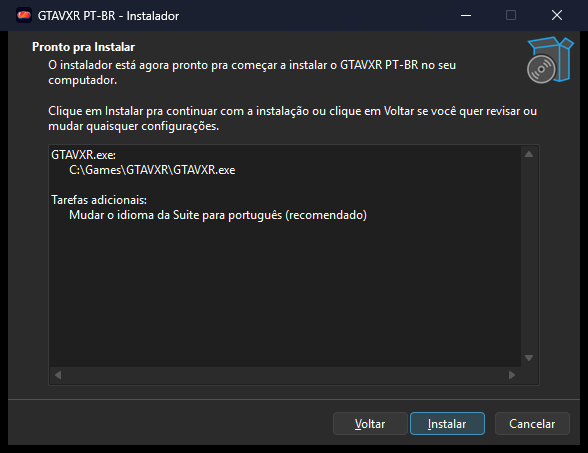 GTAVXR PT-BR - Instalador
Pronto pra Instalar
O instalador está agora pronto pra começar a instalar o GTAVXR PT-BR no seu
computador.
Clique em Instalar pra continuar com a instalação ou clique em Voltar se você quer revisar ou
mudar quaisquer configurações.
GTAVXR.exe:
C:\Games\GTAVXR\GTAVXR.exe
Tarefas adicionais:
Mudar o idioma da Suite para português (recomendado)
Voltar
Instalar
Cancelar